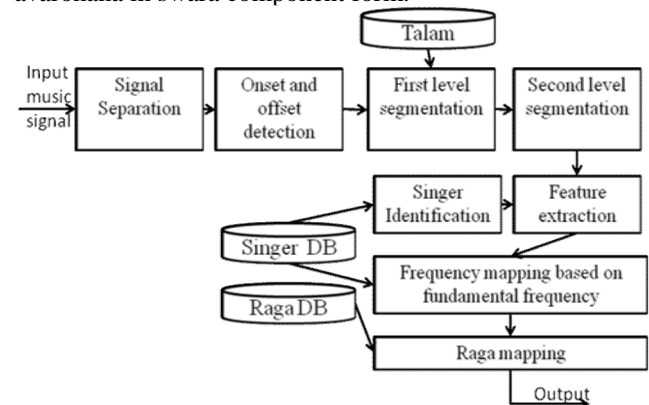 Talam
Input
music
signal
Signal
Separation
Onset and
offset
detection
First level
segmentation
Second level
segmentation
Singer
Identification
Feature
extraction
Singer DB
Frequency mapping based on
fundamental frequency
Raga DB
Raga mapping
Output